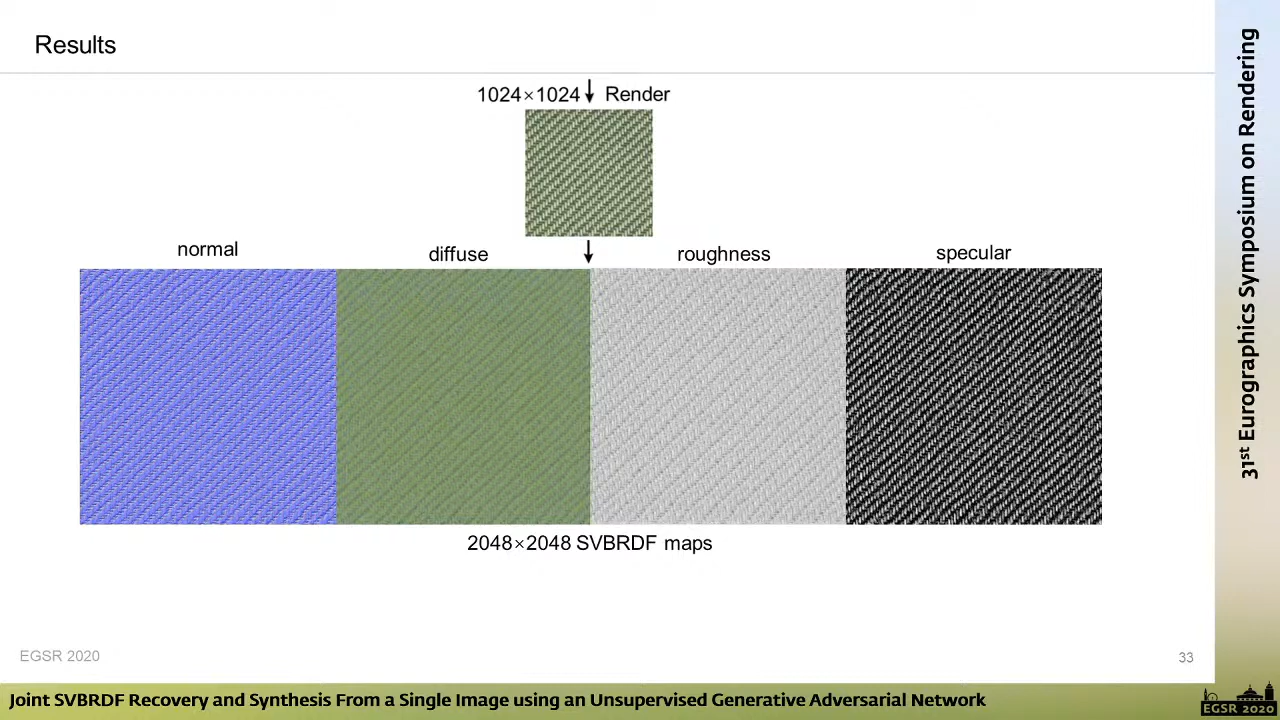 Results
1024×1024 Render
normal diffuse roughness specular
2048×2048 SVBRDF maps
EGSR 2020
33
Joint SVBRDF Recovery and Synthesis From a Single Image using an Unsupervised Generative Adversarial Network
31st Eurographics Symposium on Rendering
EGSR 2020